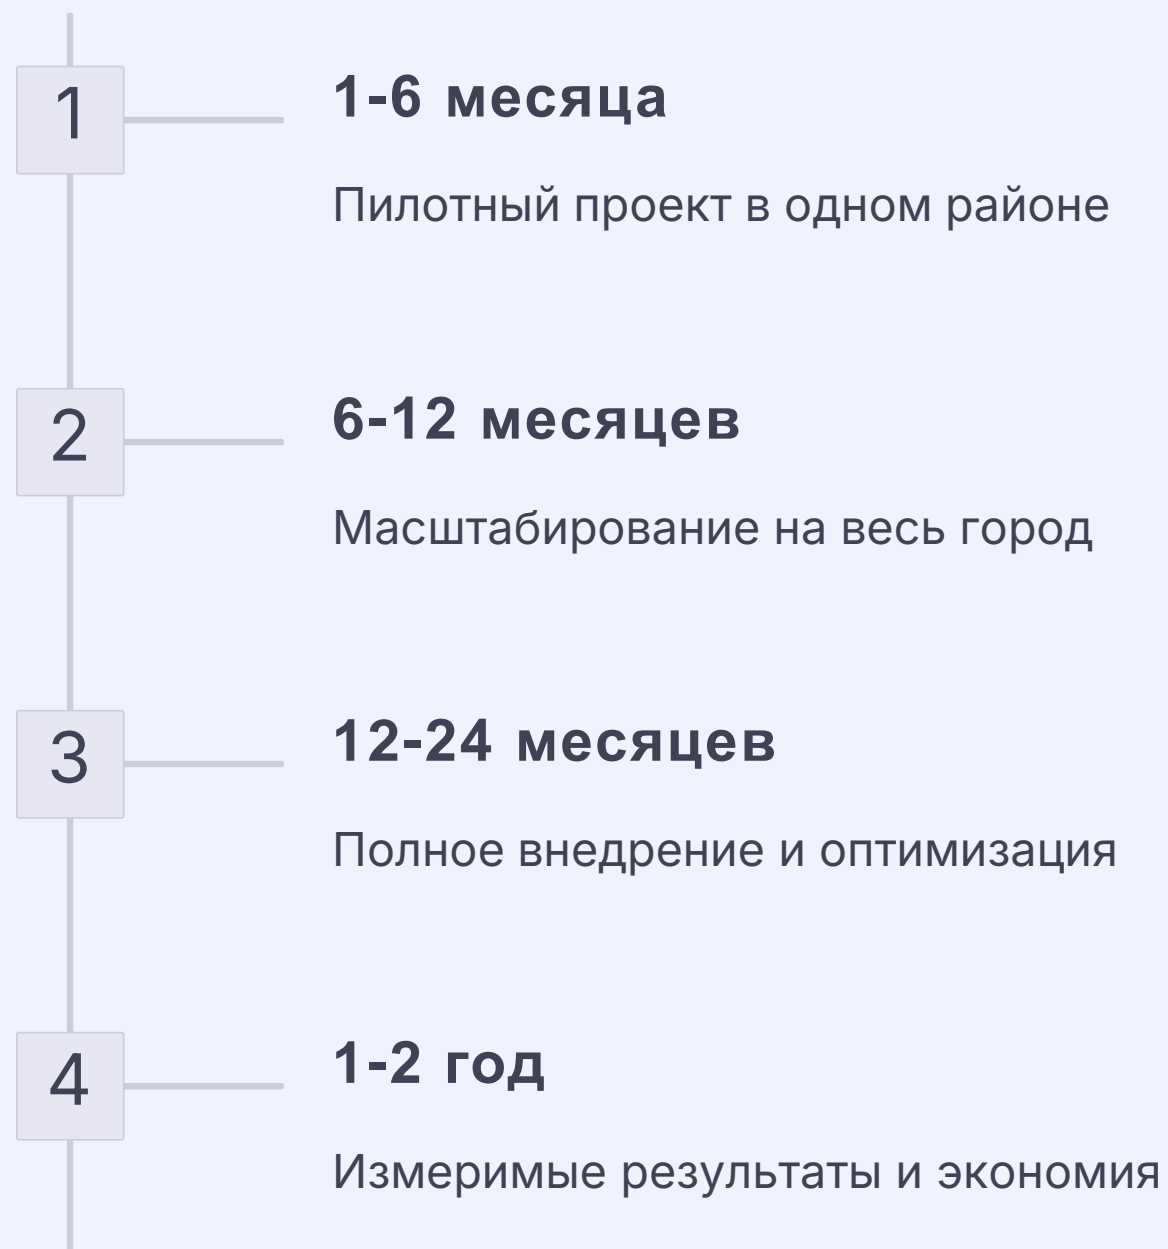 1
1-6 месяца
Пилотный проект в одном районе
2
6-12 месяцев
Масштабирование на весь город
3
12-24 месяцев
Полное внедрение и оптимизация
4
1-2 год
Измеримые результаты и экономия